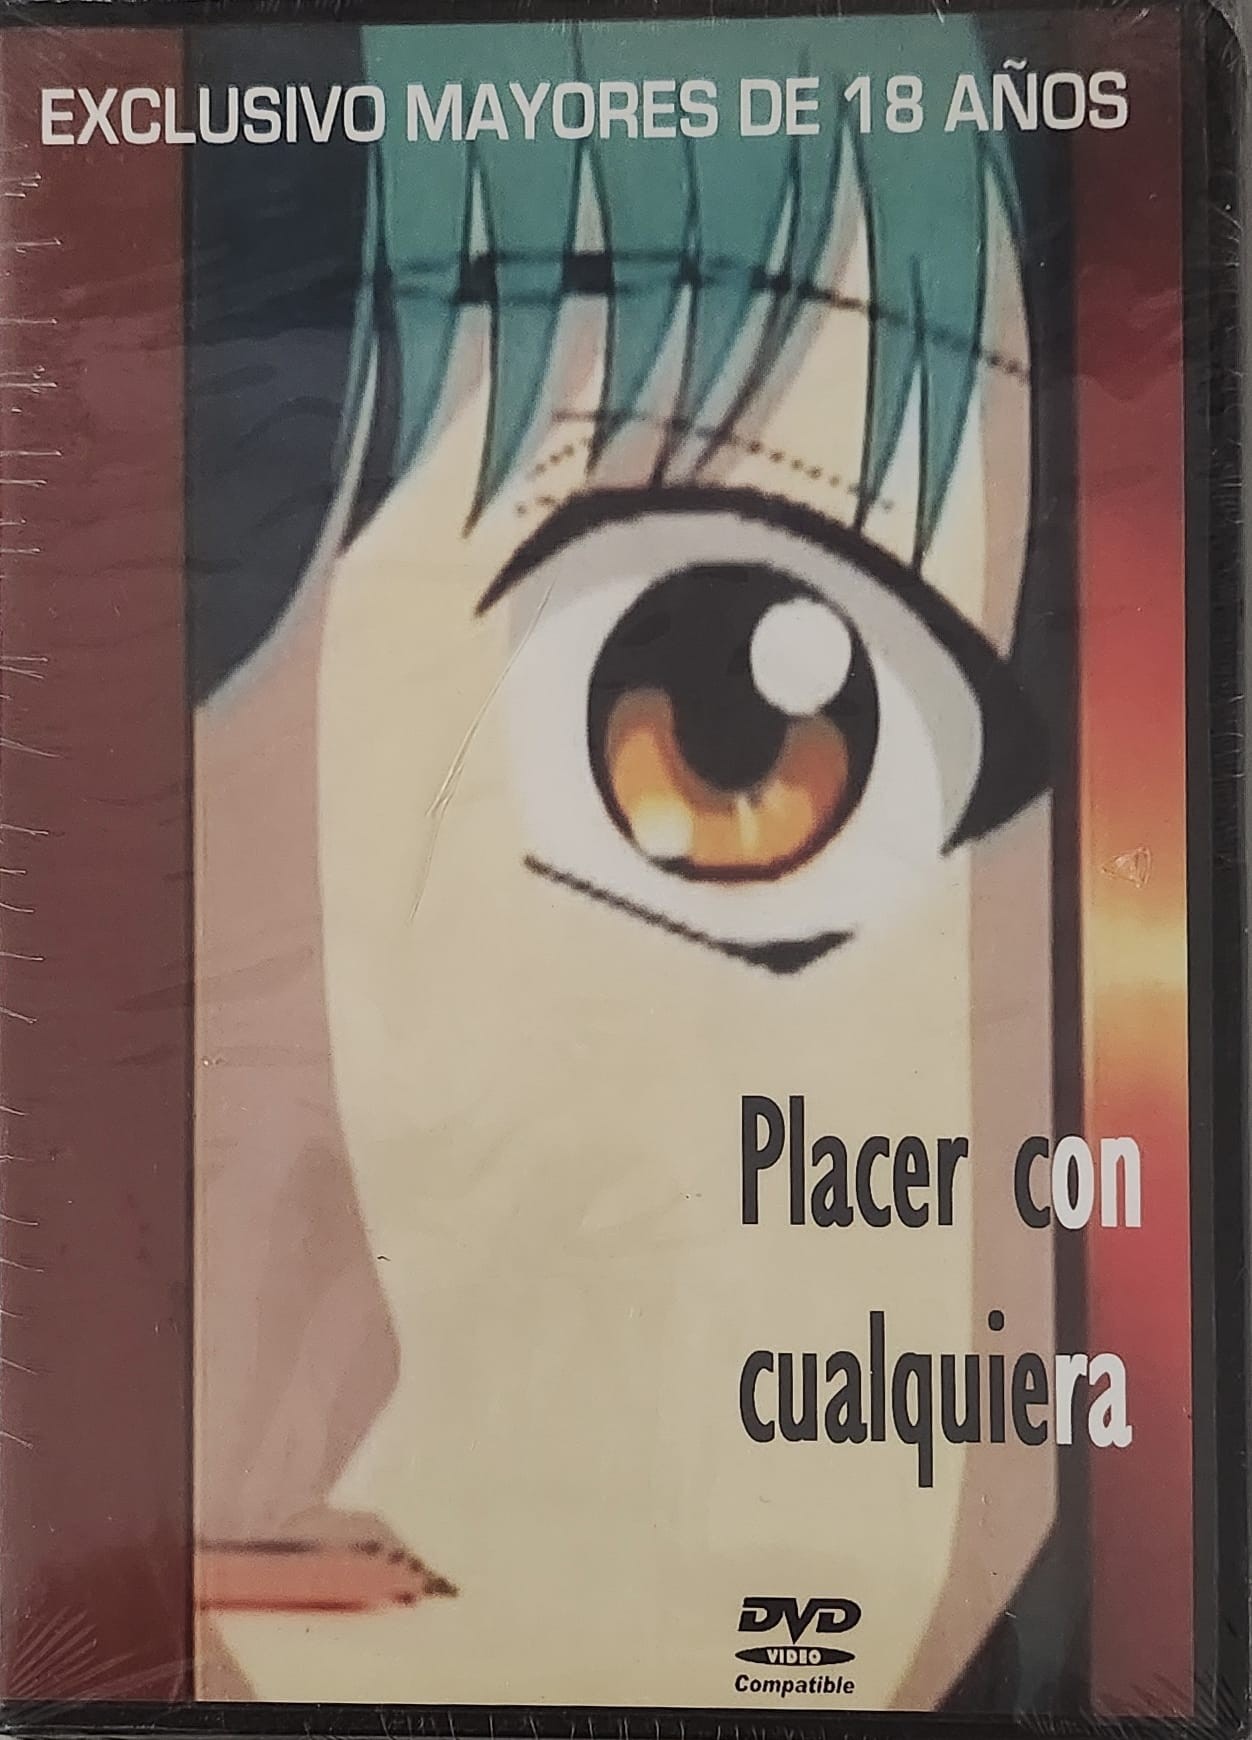 EXCLUSIVO MAYORES DE 18 AÑOS
Placer con
cualquiera
DVD
VIDEO
Compatible